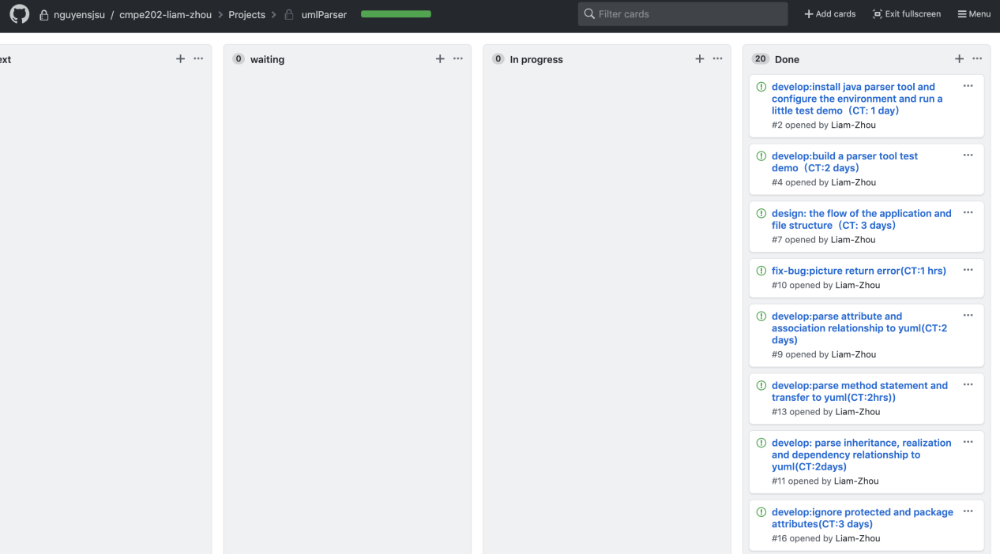 nguyensjsu / cmpe202-liam-zhou > Projects > umlParser
Filter cards
Add cards
Exit fullscreen
Menu
ext
0 waiting
0 In progress
20 Done
develop:install java parser tool and
configure the environment and run a
little test demo（CT: 1 day）
#2 opened by Liam-Zhou
develop:build a parser tool test
demo（CT:2 days）
#4 opened by Liam-Zhou
design: the flow of the application and
file structure（CT: 3 days）
#7 opened by Liam-Zhou
fix-bug:picture return error(CT:1 hrs)
#10 opened by Liam-Zhou
develop:parse attribute and
association relationship to yuml(CT:2
days)
#9 opened by Liam-Zhou
develop:parse method statement and
transfer to yuml(CT:2hrs))
#13 opened by Liam-Zhou
develop: parse inheritance, realization
and dependency relationship to
yuml(CT:2days)
#11 opened by Liam-Zhou
develop:ignore protected and package
attributes(CT:3 days)
#16 opened by Liam-Zhou